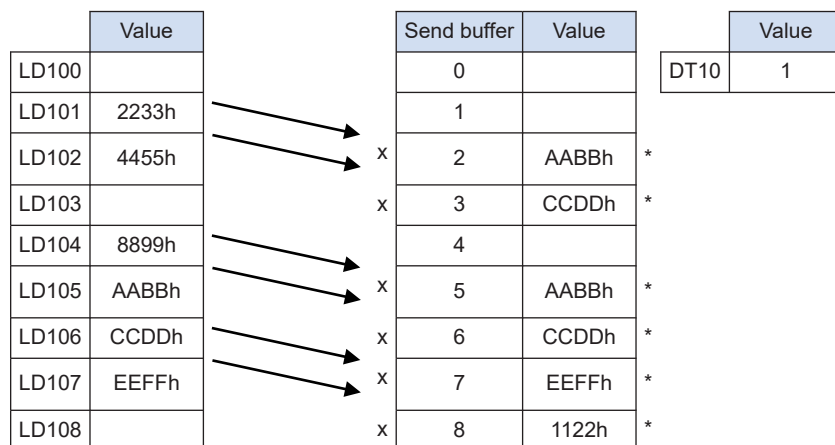 Value Send buffer Value Value
LD100 0 DT10 1
LD101 2233h 1
LD102 4455h x 2 AABBh *
LD103 x 3 CCDDh *
LD104 8899h 4
LD105 AABBh x 5 AABBh *
LD106 CCDDh x 6 CCDDh *
LD107 EEFFh x 7 EEFFh *
LD108 x 8 1122h *